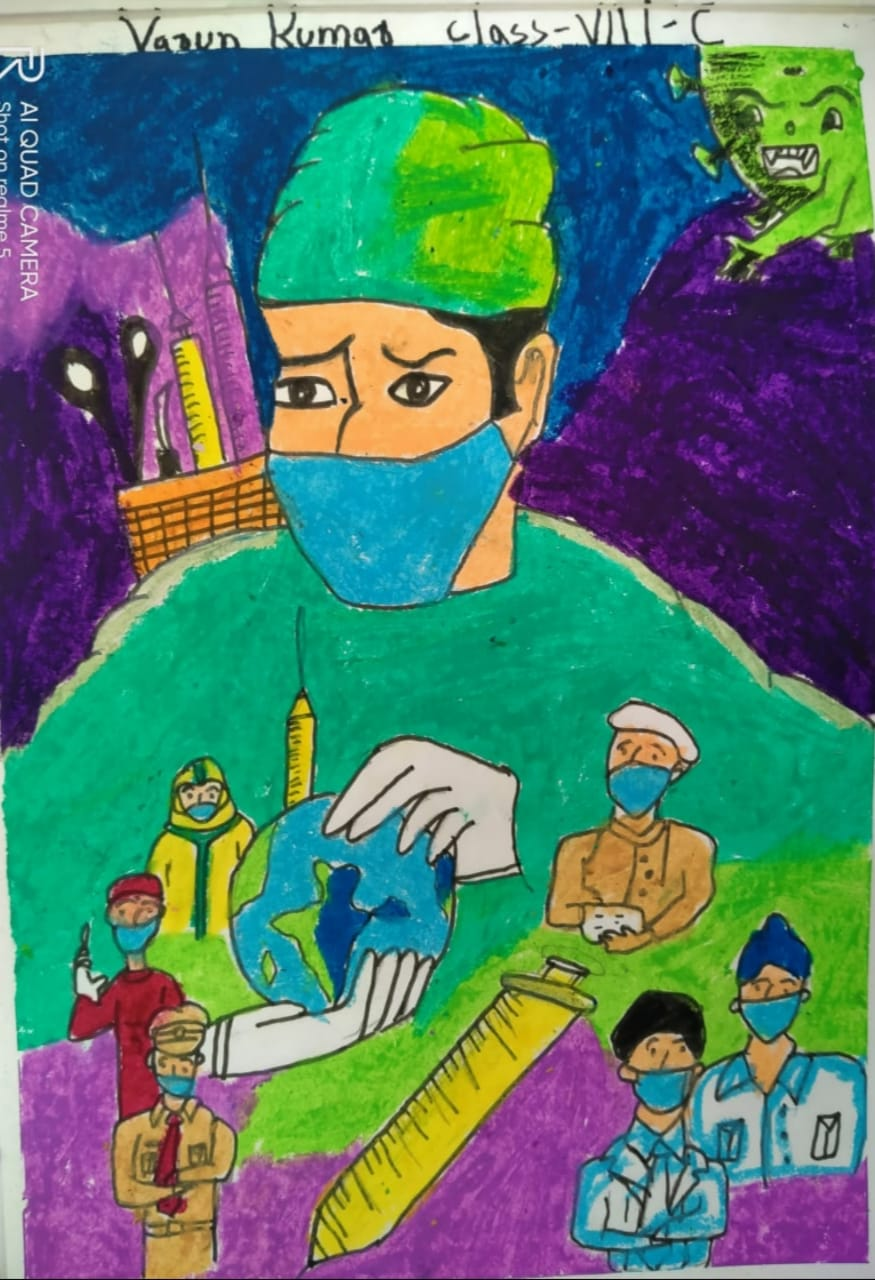 Varun Kumar Class-VIII-C
AI QUAD CAMERA
Shot on realme 5